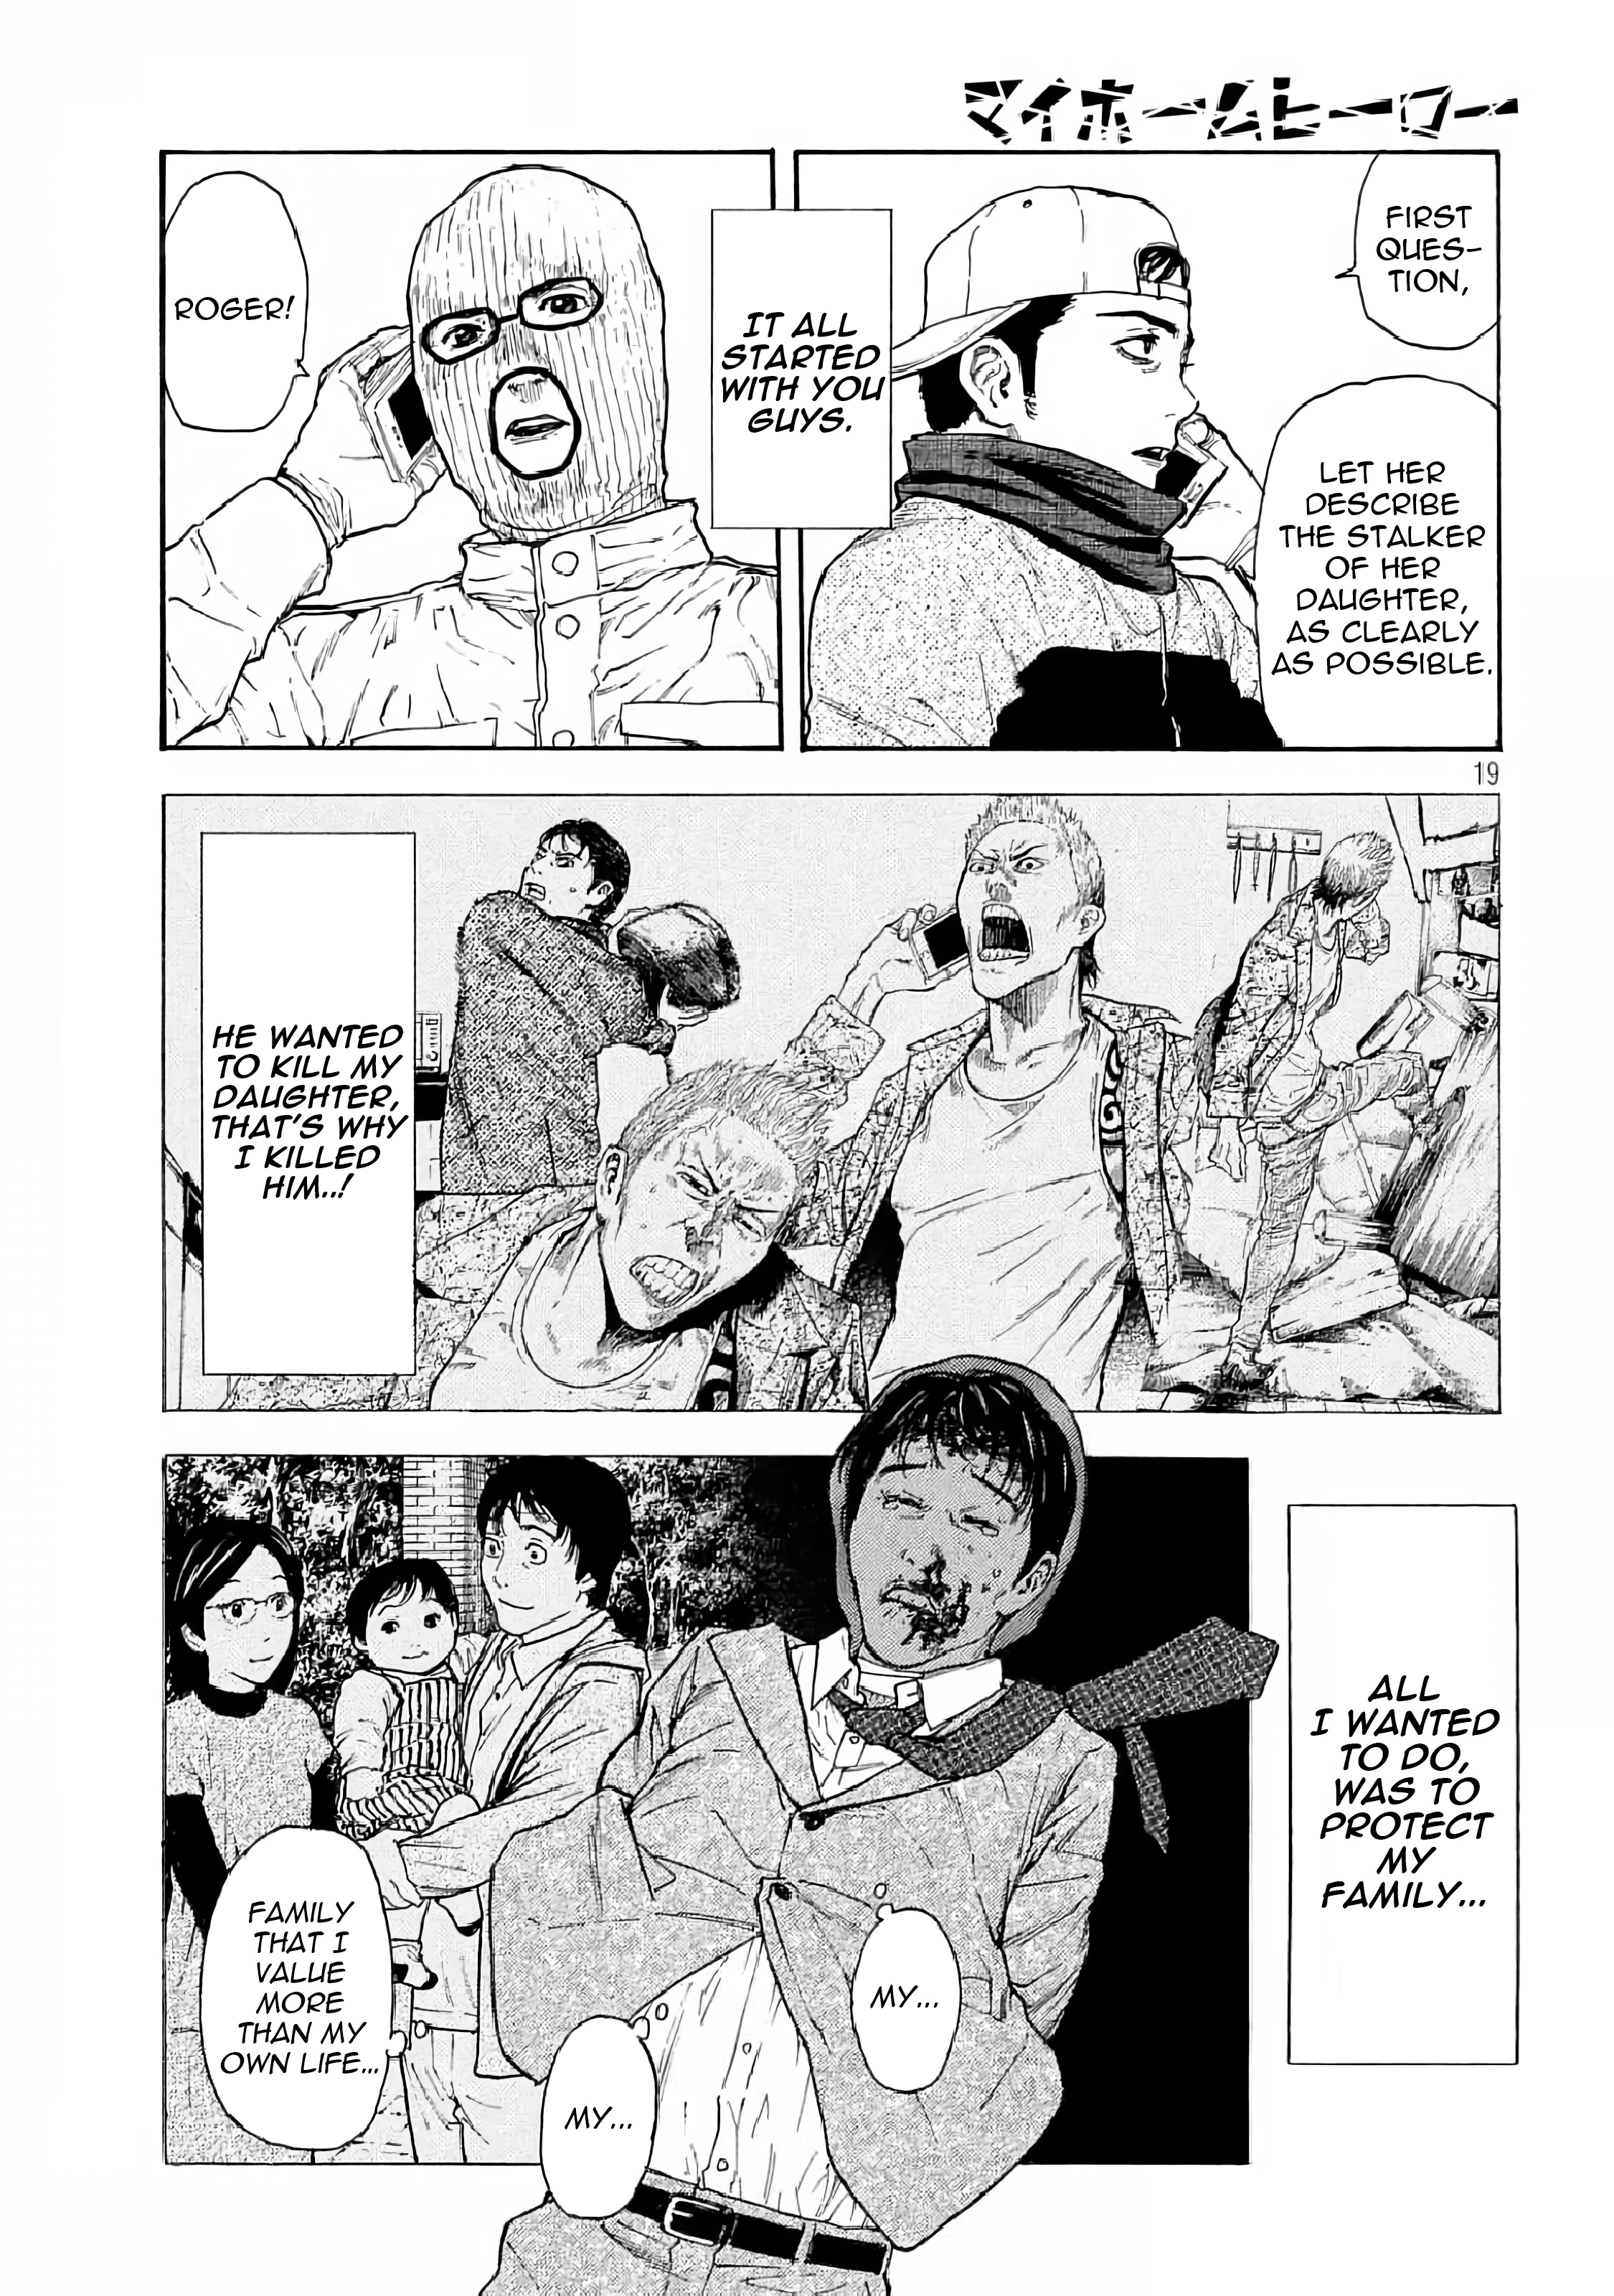 マイホームヒーロー
FIRST
QUES-
TION,
LET HER
DESCRIBE
THE STALKER
OF HER
DAUGHTER,
AS CLEARLY
AS POSSIBLE.
IT ALL
STARTED
WITH YOU
GUYS.
ROGER!
19
HE WANTED
TO KILL MY
DAUGHTER,
THAT'S WHY
I KILLED
HIM..!
ALL
I WANTED
TO DO,
WAS TO
PROTECT
MY
FAMILY...
MY...
MY...
FAMILY
THAT I
VALUE
MORE
THAN MY
OWN LIFE...